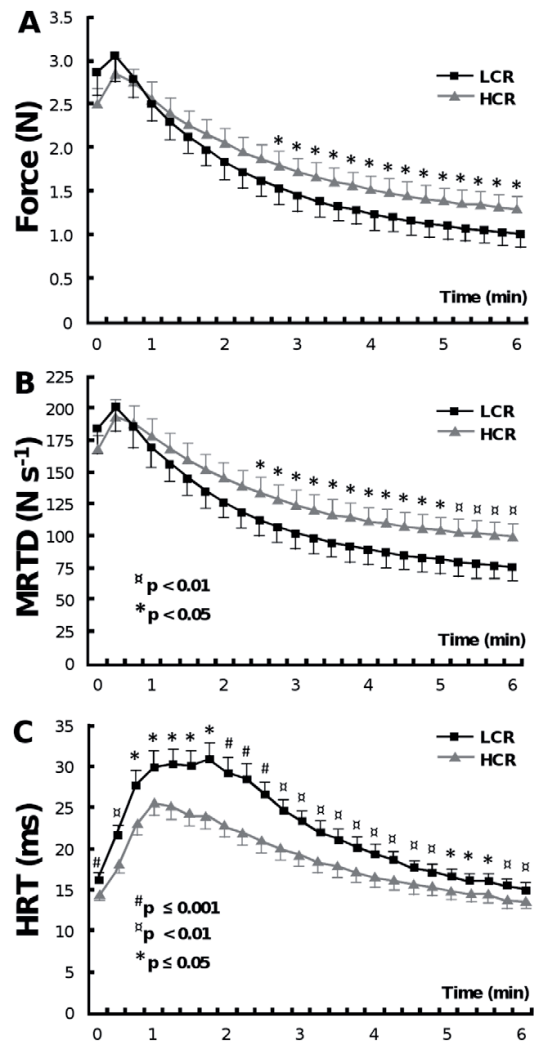 A
3.5
3.0
2.5
2.0
1.5
1.0
0.5
0
Force (N)
LCR
HCR
* * * * * * * * * * * * * *
Time (min)
0 1 2 3 4 5 6
B
225
200
175
150
125
100
75
50
25
0
MRTD (N s-1)
LCR
HCR
* * * * * * * * * * * ¤ ¤ ¤ ¤
¤ p < 0.01
* p < 0.05
Time (min)
0 1 2 3 4 5 6
C
35
30
25
20
15
10
5
0
HRT (ms)
LCR
HCR
# ¤ * * * * * # # # ¤ ¤ ¤ ¤ ¤ ¤ ¤ ¤ ¤ * * * ¤ ¤
# p ≤ 0.001
¤ p < 0.01
* p ≤ 0.05
Time (min)
0 1 2 3 4 5 6